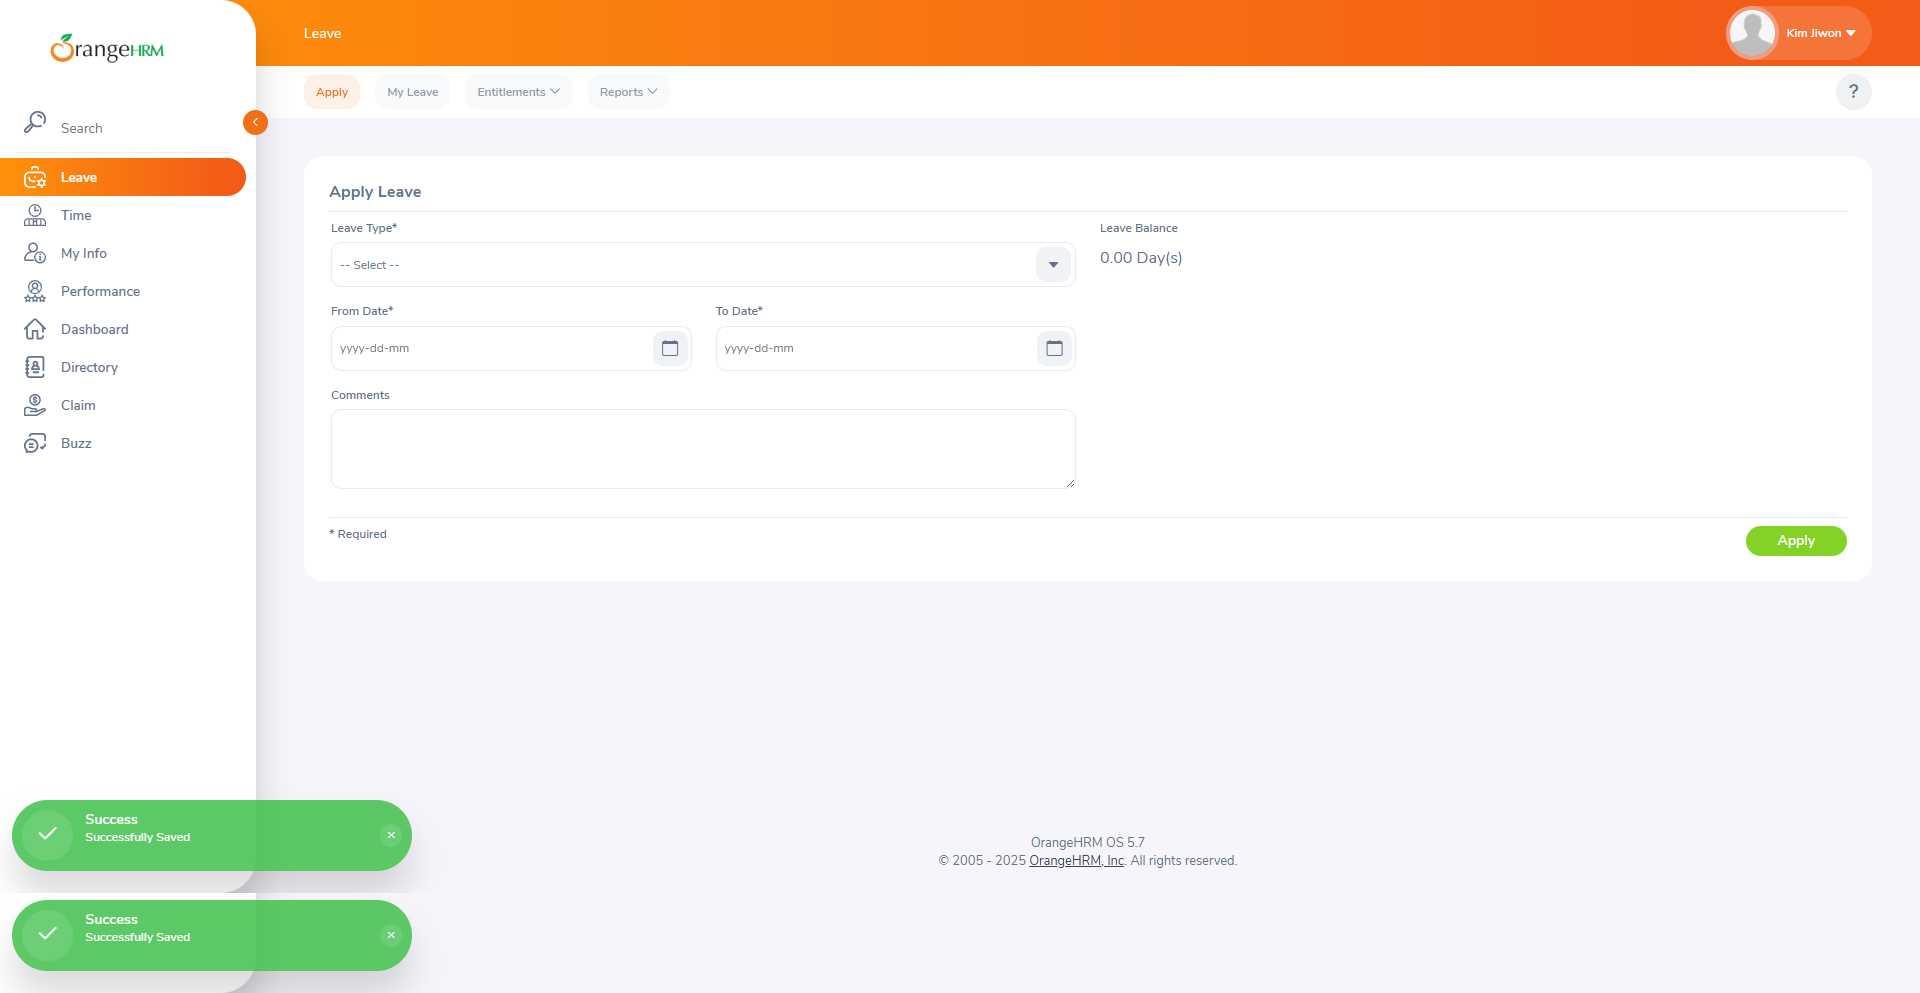 OrangeHRM
Leave
Kim Jiwon
Apply
My Leave
Entitlements
Reports
?
Search
Leave
Time
My Info
Performance
Dashboard
Directory
Claim
Buzz
Apply Leave
Leave Type*
Leave Balance
-- Select --
0.00 Day(s)
From Date*
To Date*
yyyy-dd-mm
yyyy-dd-mm
Comments
* Required
Apply
Success
Successfully Saved
Success
Successfully Saved
OrangeHRM OS 5.7
© 2005 - 2025 OrangeHRM, Inc. All rights reserved.